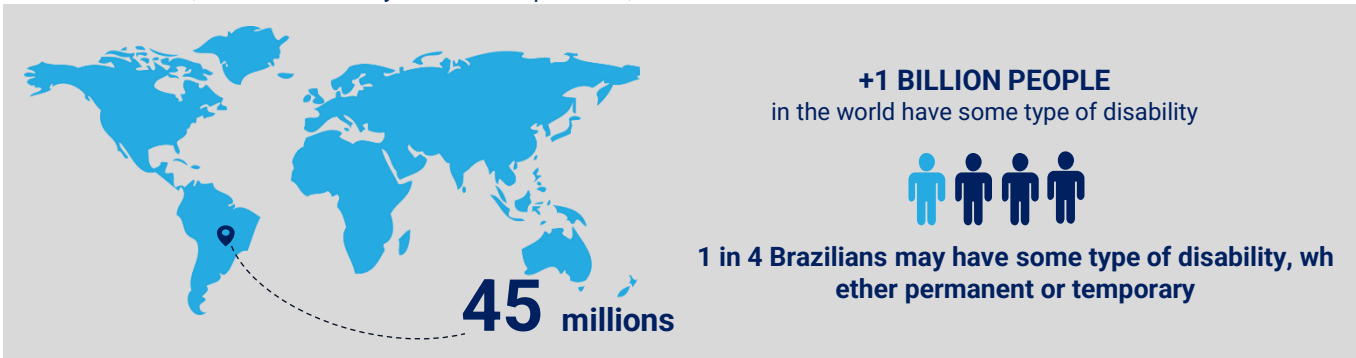 +1 BILLION PEOPLE
in the world have some type of disability
1 in 4 Brazilians may have some type of disability, wh
ether permanent or temporary
45 millions